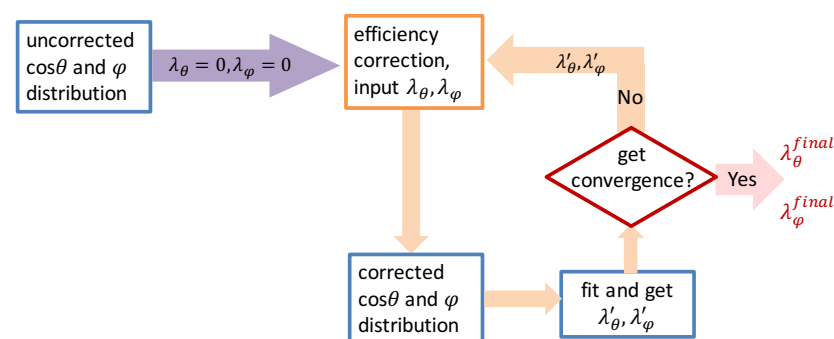 uncorrected
cosθ and φ
distribution
λ_θ = 0, λ_φ = 0
efficiency
correction,
input λ_θ, λ_φ
λ′_θ, λ′_φ
No
get
convergence?
Yes
λ_θ^{final}
λ_φ^{final}
corrected
cosθ and φ
distribution
fit and get
λ′_θ, λ′_φ